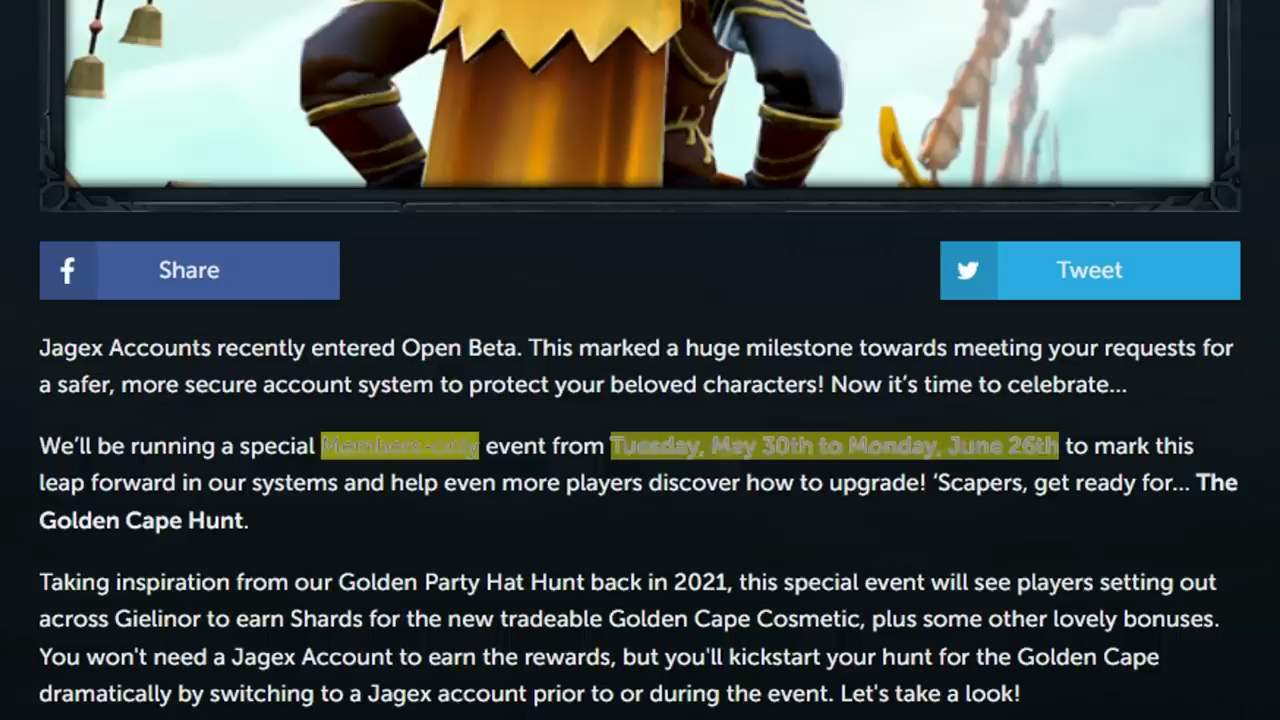 Share
Tweet
Jagex Accounts recently entered Open Beta. This marked a huge milestone towards meeting your requests for
a safer, more secure account system to protect your beloved characters! Now it’s time to celebrate...
We’ll be running a special Members-only event from Tuesday, May 30th to Monday, June 26th to mark this
leap forward in our systems and help even more players discover how to upgrade! ‘Scapers, get ready for... The
Golden Cape Hunt.
Taking inspiration from our Golden Party Hat Hunt back in 2021, this special event will see players setting out
across Gielinor to earn Shards for the new tradeable Golden Cape Cosmetic, plus some other lovely bonuses.
You won't need a Jagex Account to earn the rewards, but you'll kickstart your hunt for the Golden Cape
dramatically by switching to a Jagex account prior to or during the event. Let's take a look!